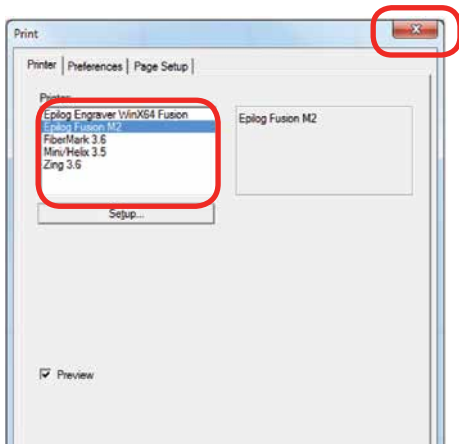 Print
Printer Preferences Page Setup
Printer
Epilog Engraver WinX64 Fusion
Epilog Fusion M2
FiberMark 3.6
Mini/Helix 3.5
Zing 3.6
Epilog Fusion M2
Setup...
Preview